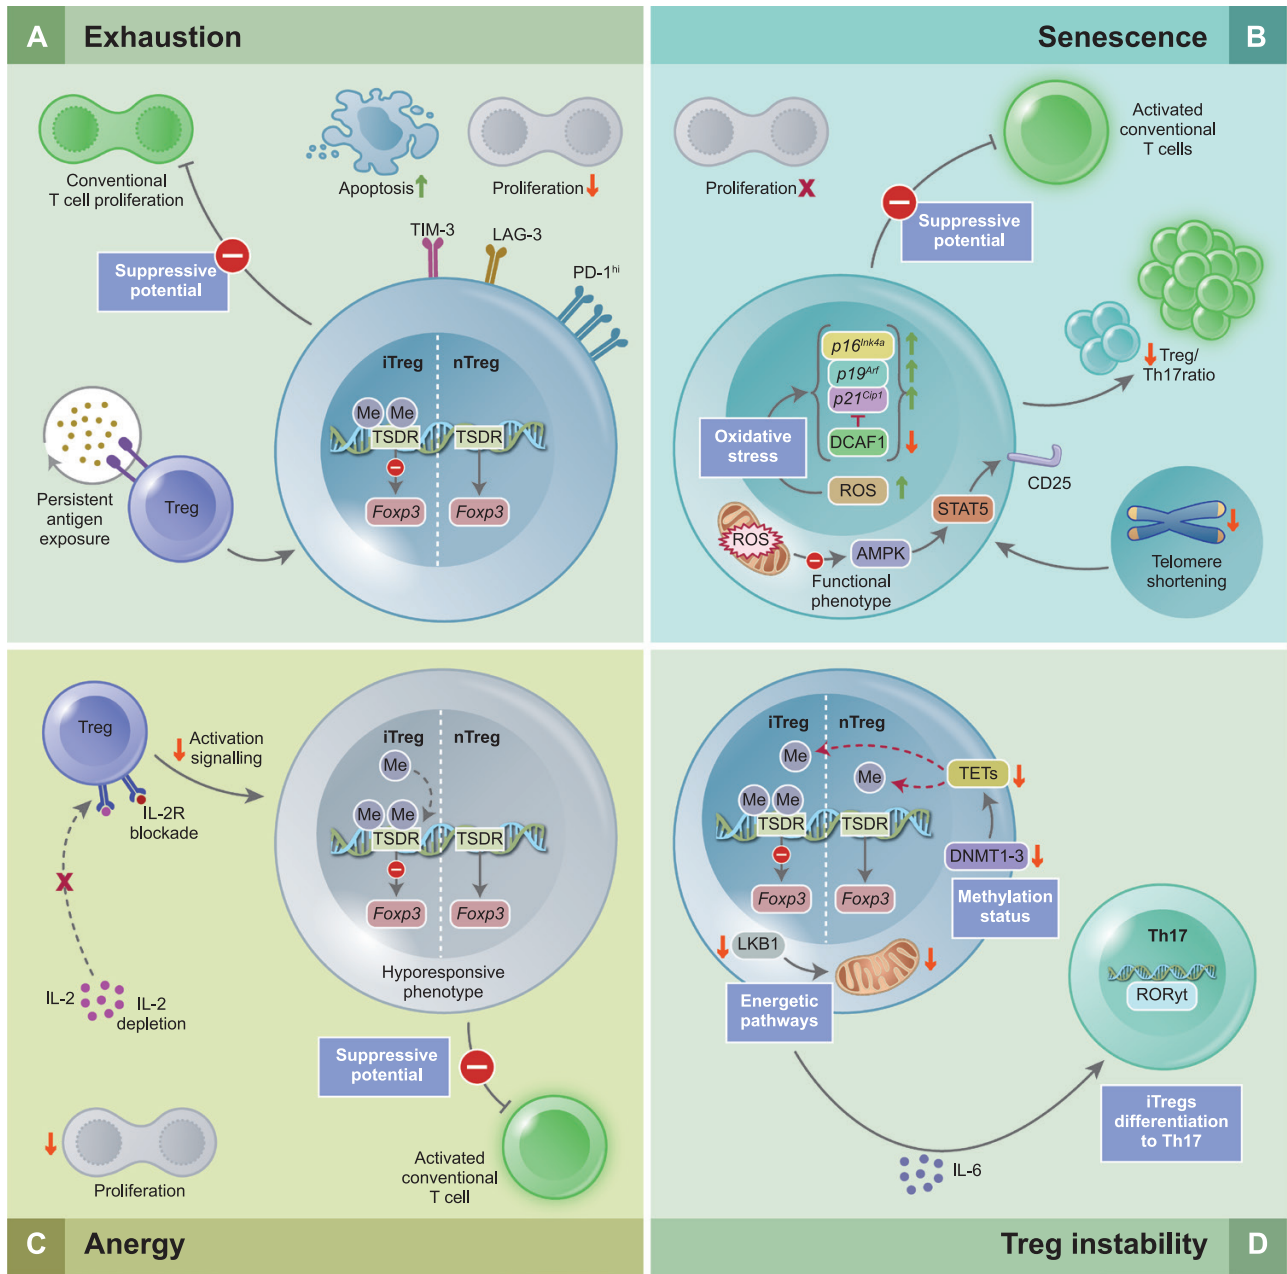 A
Exhaustion
Conventional
T cell proliferation
Apoptosis
Proliferation
Suppressive
potential
TIM-3
LAG-3
PD-1hi
iTreg
nTreg
Me
Me
TSDR
TSDR
Foxp3
Foxp3
Persistent
antigen
exposure
Treg
Senescence
B
Proliferation X
Activated
conventional
T cells
Suppressive
potential
p16Ink4a
p19Arf
p21Cip1
DCAF1
Oxidative
stress
ROS
ROS
AMPK
STAT5
Functional
phenotype
CD25
Treg/
Th17ratio
Telomere
shortening
Treg
Activation
signalling
IL-2R
blockade
X
IL-2
IL-2
depletion
iTreg
nTreg
Me
Me
Me
TSDR
TSDR
Foxp3
Foxp3
Hyporesponsive
phenotype
Suppressive
potential
Activated
conventional
T cell
Proliferation
C
Anergy
iTreg
nTreg
Me
Me
Me
Me
TSDR
TSDR
Foxp3
Foxp3
TETs
DNMT1-3
Methylation
status
LKB1
Energetic
pathways
Th17
RORyt
iTregs
differentiation
to Th17
IL-6
Treg instability
D